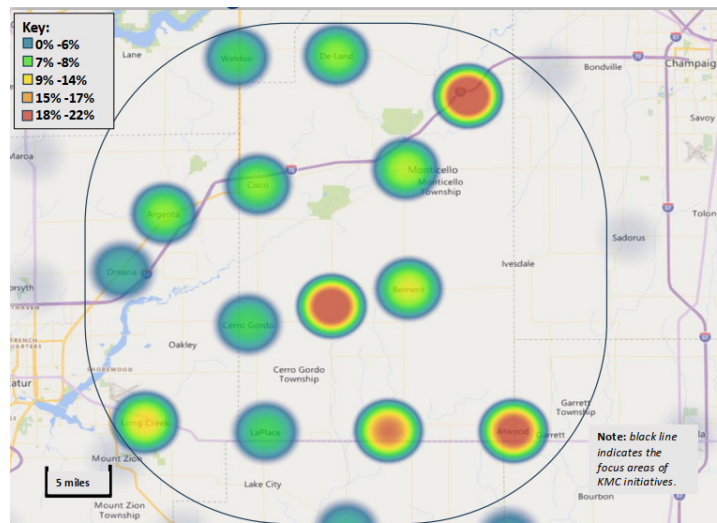 Key:
0% -6%
7% -8%
9% -14%
15% -17%
18% -22%
Lane
Weldon
De Land
Bondville
Champaign
Savoy
Maroa
Monticello
Monticello
Township
Cisco
Argenta
Tolon
Sadorus
Oreana
Ivesdale
orsyth
Bement
Cerro Gordo
Oakley
Cerro Gordo
Township
atur
Long Creek
LaPlace
Atwood
Garrett
Garrett
Township
Mount Zion
Lake City
Mount Zion
Township
Bourbon
5 miles
Note: black line
indicates the
focus areas of
KMC initiatives.